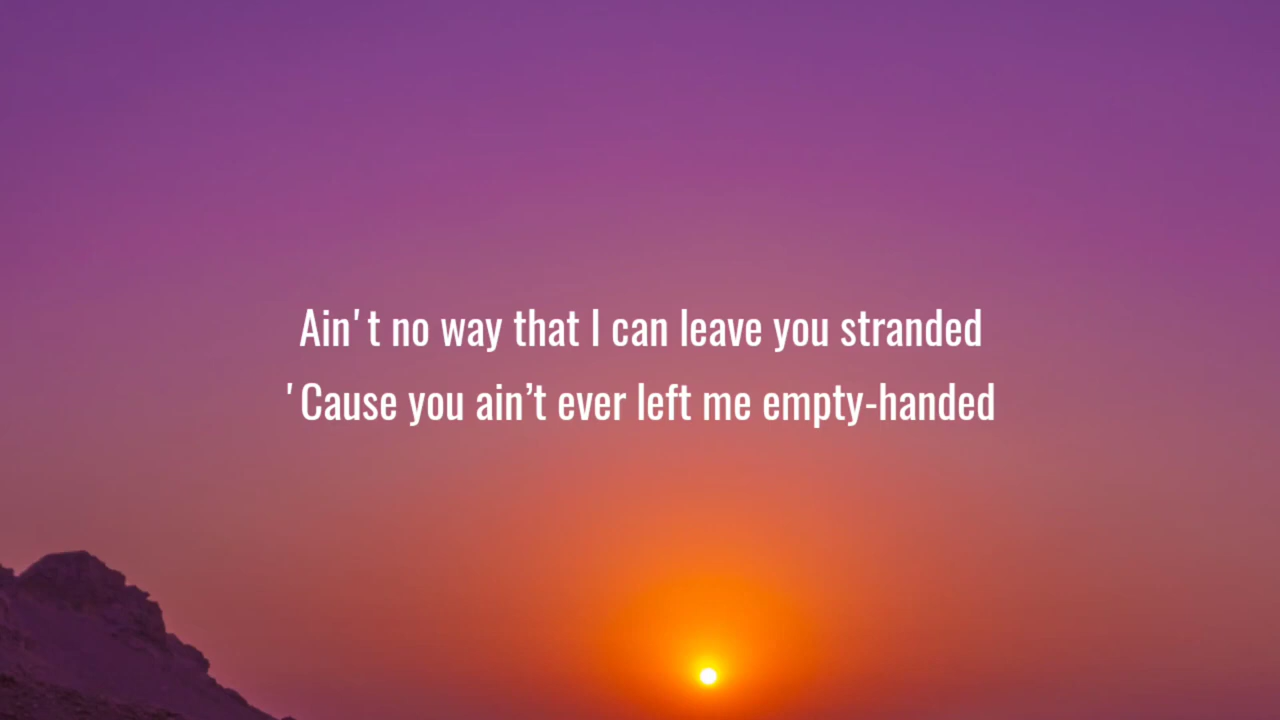 Ain't no way that I can leave you stranded
'Cause you ain’t ever left me empty-handed